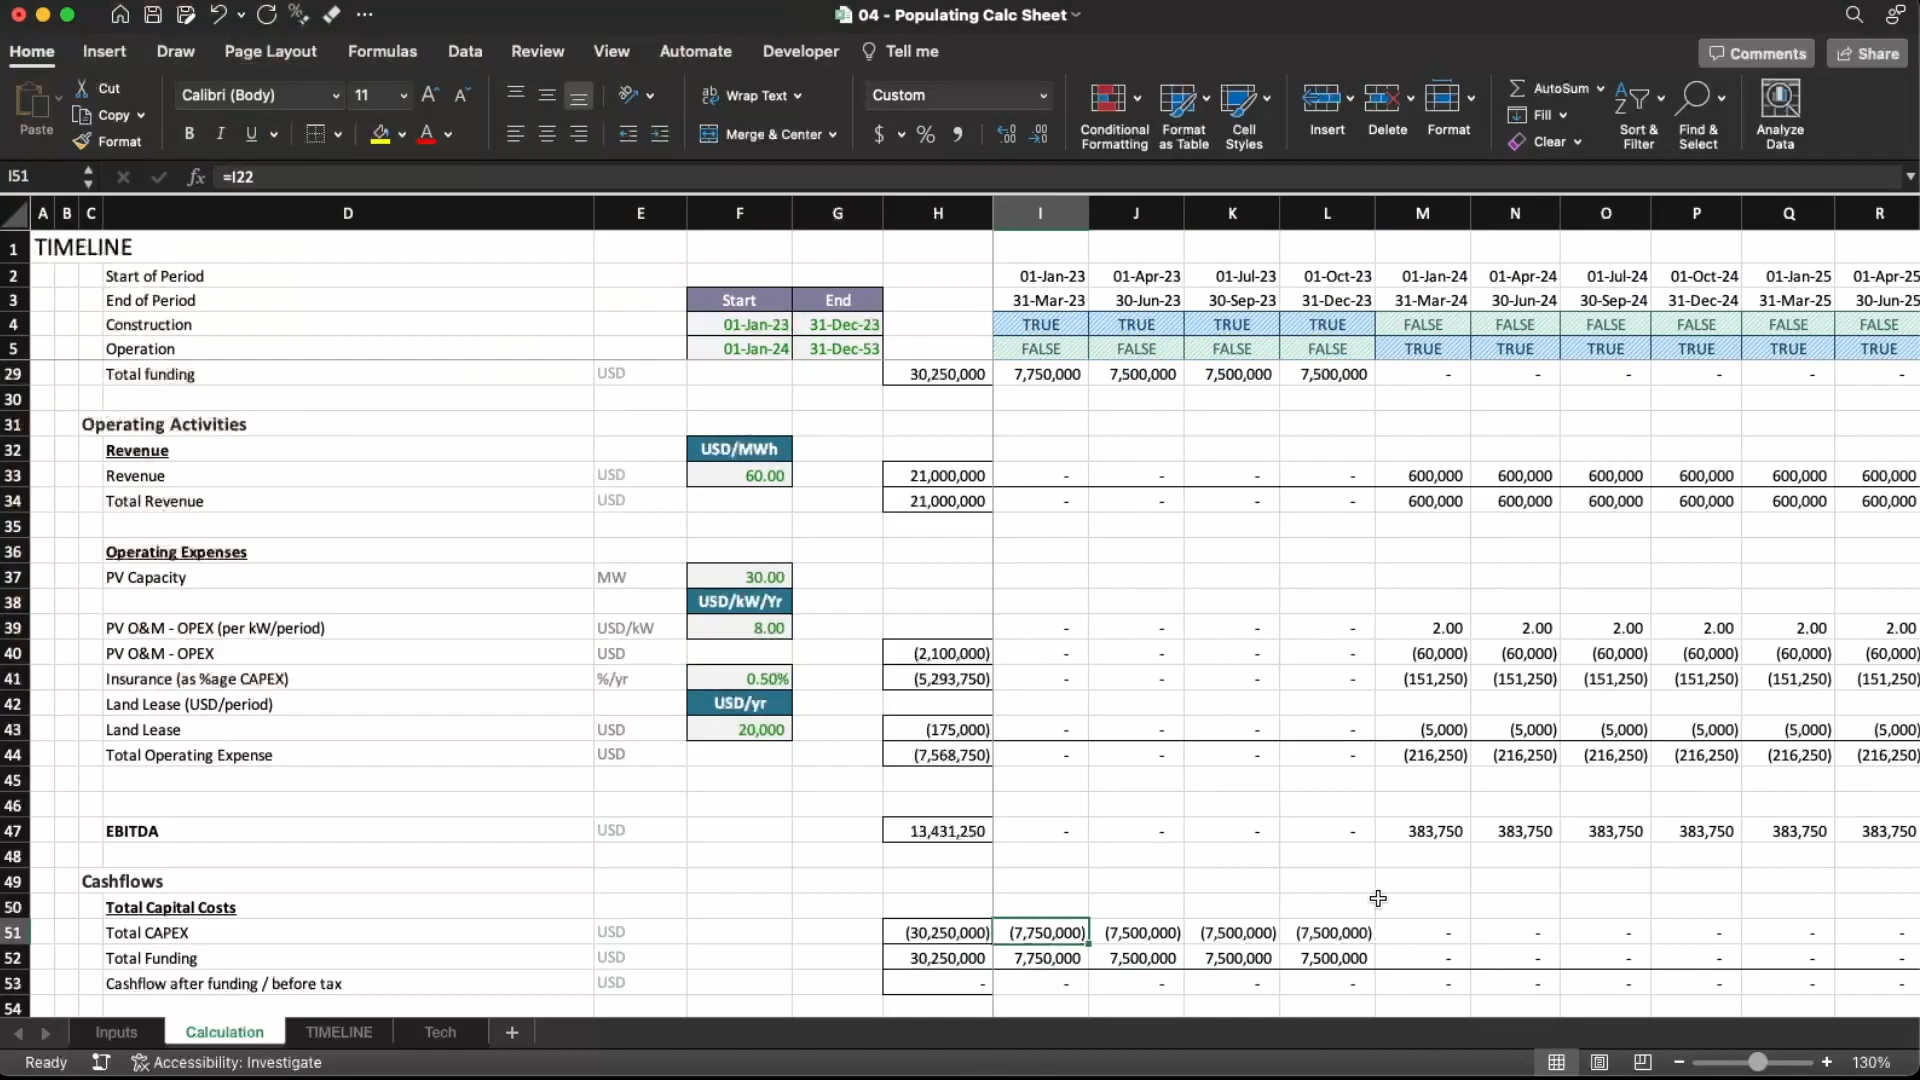 04 - Populating Calc Sheet
Home Insert Draw Page Layout Formulas Data Review View Automate Developer Tell me Comments Share
Paste Cut Copy Format
Calibri (Body) 11
B I U
Wrap Text
Merge & Center
Custom
$ % ,
Conditional Formatting Format as Table Cell Styles
Insert Delete Format
AutoSum Fill Clear
Sort & Filter Find & Select Analyze Data
I51 fx =I22
A B C D E F G H I J K L M N O P Q R
1 TIMELINE
2 Start of Period 01-Jan-23 01-Apr-23 01-Jul-23 01-Oct-23 01-Jan-24 01-Apr-24 01-Jul-24 01-Oct-24 01-Jan-25 01-Apr-25
3 End of Period Start End 31-Mar-23 30-Jun-23 30-Sep-23 31-Dec-23 31-Mar-24 30-Jun-24 30-Sep-24 31-Dec-24 31-Mar-25 30-Jun-25
4 Construction 01-Jan-23 31-Dec-23 TRUE TRUE TRUE TRUE FALSE FALSE FALSE FALSE FALSE FALSE
5 Operation 01-Jan-24 31-Dec-53 FALSE FALSE FALSE FALSE TRUE TRUE TRUE TRUE TRUE TRUE
29 Total funding USD 30,250,000 7,750,000 7,500,000 7,500,000 7,500,000 - - - - - -
30
31 Operating Activities
32 Revenue USD/MWh
33 Revenue USD 60.00 21,000,000 - - - - 600,000 600,000 600,000 600,000 600,000 600,000
34 Total Revenue USD 21,000,000 - - - - 600,000 600,000 600,000 600,000 600,000 600,000
35
36 Operating Expenses
37 PV Capacity MW 30.00
38 USD/kW/Yr
39 PV O&M - OPEX (per kW/period) USD/kW 8.00 - - - - 2.00 2.00 2.00 2.00 2.00 2.00
40 PV O&M - OPEX USD (2,100,000) - - - - (60,000) (60,000) (60,000) (60,000) (60,000) (60,000)
41 Insurance (as %age CAPEX) %/yr 0.50% (5,293,750) - - - - (151,250) (151,250) (151,250) (151,250) (151,250) (151,250)
42 Land Lease (USD/period) USD/yr
43 Land Lease USD 20,000 (175,000) - - - - (5,000) (5,000) (5,000) (5,000) (5,000) (5,000)
44 Total Operating Expense USD (7,568,750) - - - - (216,250) (216,250) (216,250) (216,250) (216,250) (216,250)
45
46
47 EBITDA USD 13,431,250 - - - - 383,750 383,750 383,750 383,750 383,750 383,750
48
49 Cashflows
50 Total Capital Costs
51 Total CAPEX USD (30,250,000) (7,750,000) (7,500,000) (7,500,000) (7,500,000) - - - - - -
52 Total Funding USD 30,250,000 7,750,000 7,500,000 7,500,000 7,500,000 - - - - - -
53 Cashflow after funding / before tax USD - - - - - - - - - - -
54
Inputs Calculation TIMELINE Tech +
Ready Accessibility: Investigate 130%